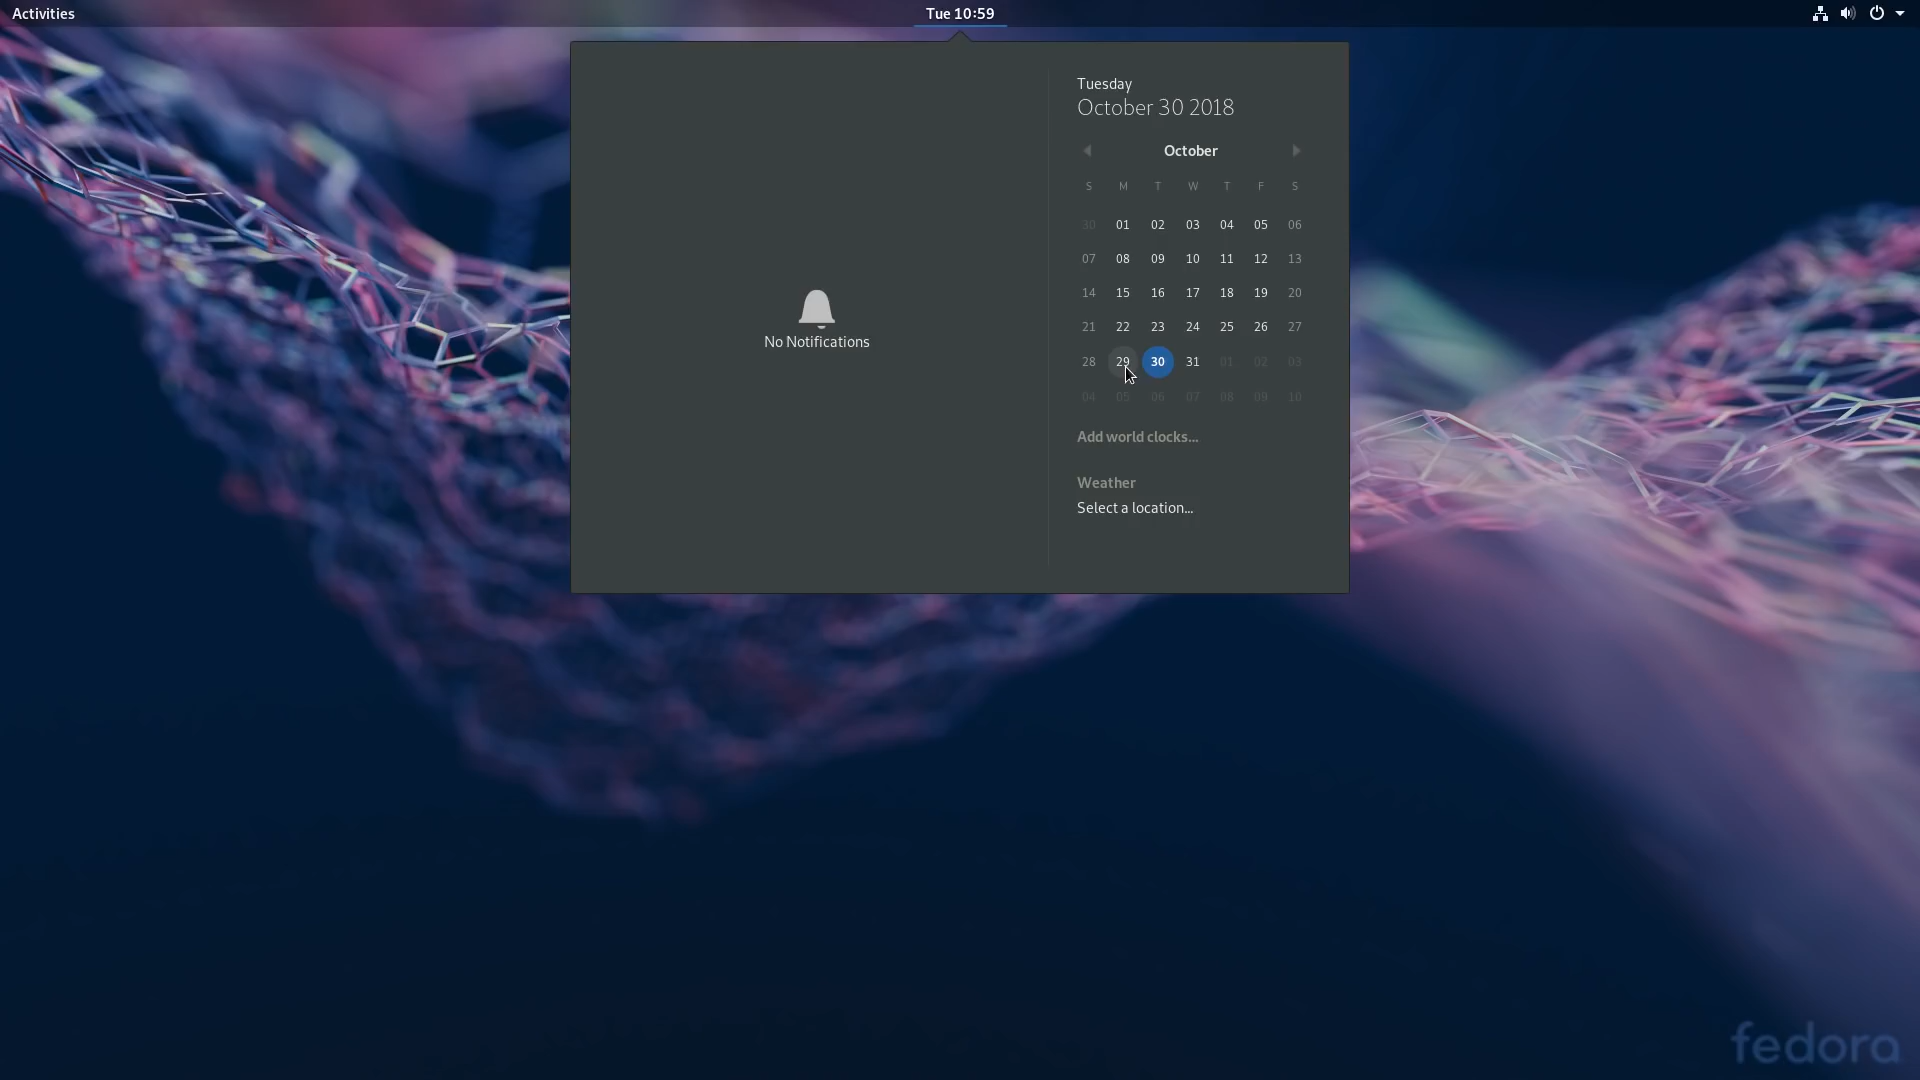 Activities
Tue 10:59
Tuesday
October 30 2018
October
S M T W T F S
30 01 02 03 04 05 06
07 08 09 10 11 12 13
14 15 16 17 18 19 20
21 22 23 24 25 26 27
28 29 30 31 01 02 03
04 05 06 07 08 09 10
No Notifications
Add world clocks...
Weather
Select a location...
fedora